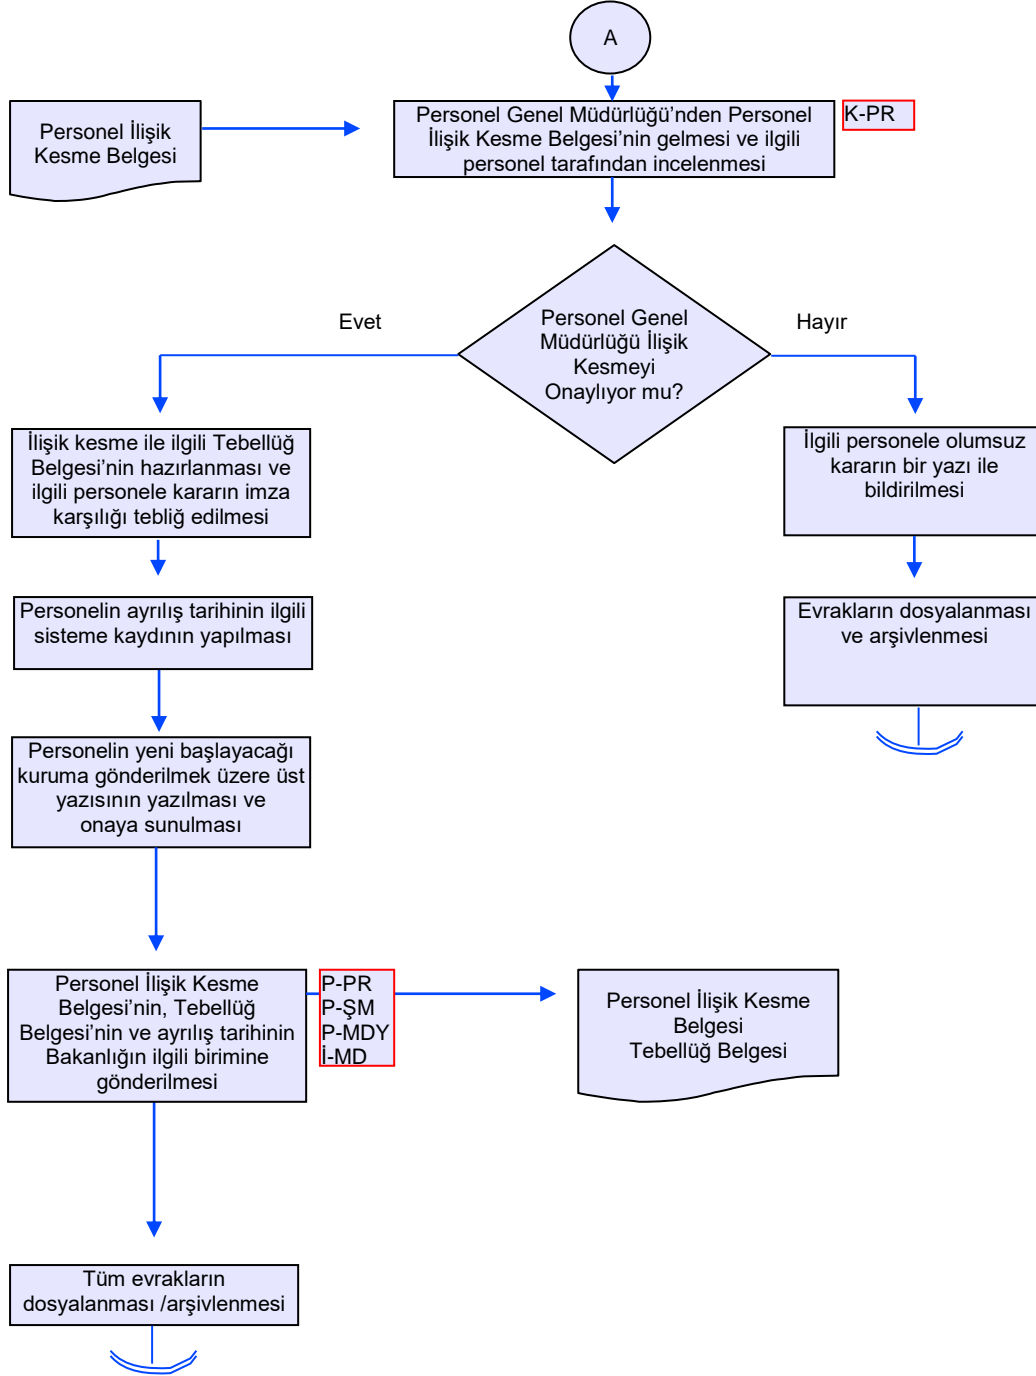 A
Personel İlişik
Kesme Belgesi
Personel Genel Müdürlüğü’nden Personel
İlişik Kesme Belgesi’nin gelmesi ve ilgili
personel tarafından incelenmesi
K-PR
Evet
Personel Genel
Müdürlüğü İlişik
Kesmeyi
Onaylıyor mu?
Hayır
İlişik kesme ile ilgili Tebellüğ
Belgesi’nin hazırlanması ve
ilgili personele kararın imza
karşılığı tebliğ edilmesi
İlgili personele olumsuz
kararın bir yazı ile
bildirilmesi
Personelin ayrılış tarihinin ilgili
sisteme kaydının yapılması
Evrakların dosyalanması
ve arşivlenmesi
Personelin yeni başlayacağı
kuruma gönderilmek üzere üst
yazısının yazılması ve
onaya sunulması
Personel İlişik Kesme
Belgesi’nin, Tebellüğ
Belgesi’nin ve ayrılış tarihinin
Bakanlığın ilgili birimine
gönderilmesi
P-PR
P-ŞM
P-MDY
İ-MD
Personel İlişik Kesme
Belgesi
Tebellüğ Belgesi
Tüm evrakların
dosyalanması /arşivlenmesi